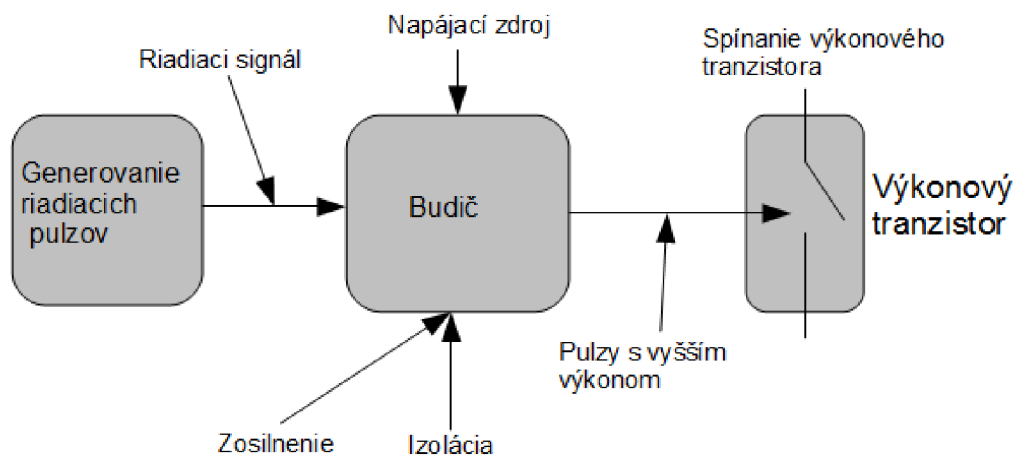 Napájací zdroj
Riadiaci signál
Spínanie výkonového
tranzistora
Generovanie
riadiacich
pulzov
Budič
Výkonový
tranzistor
Pulzy s vyšším
výkonom
Zosilnenie
Izolácia